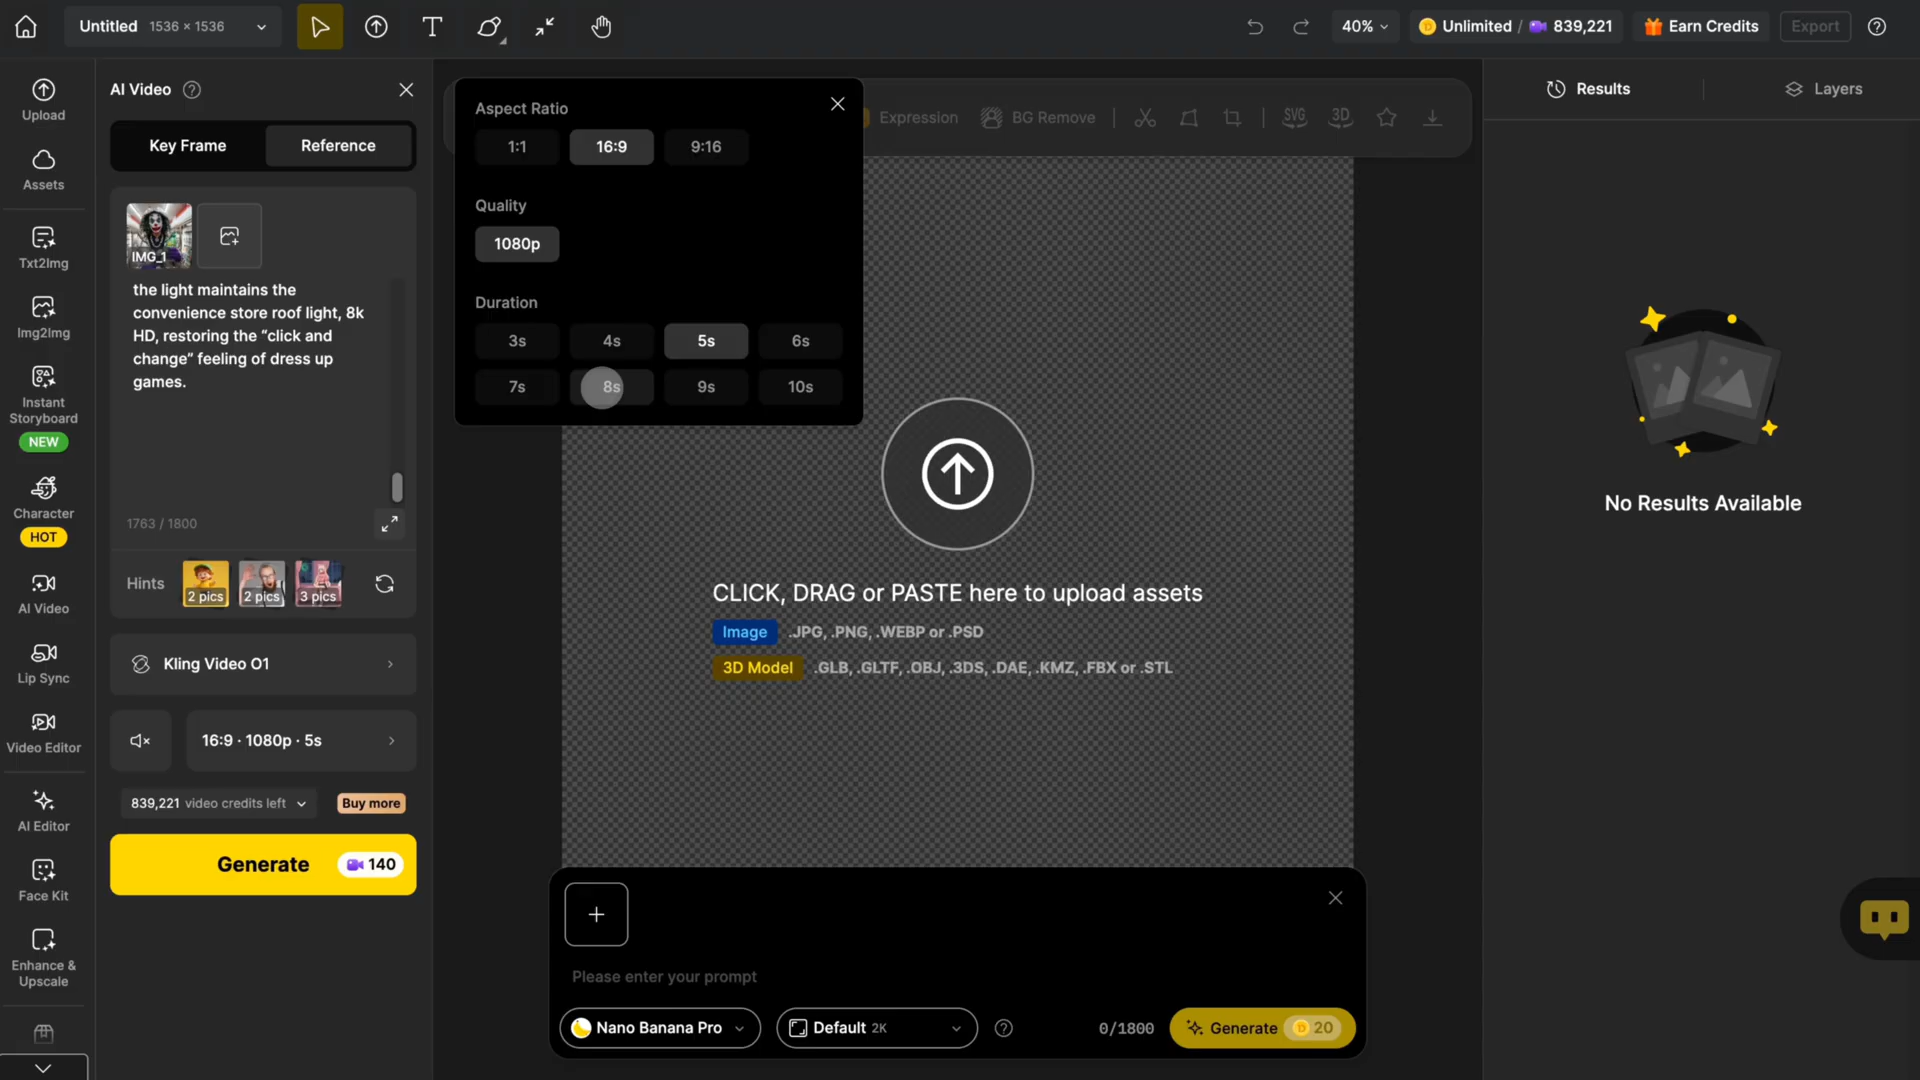 Untitled 1536 × 1536
40%
Unlimited / 839,221
Earn Credits
Export
Upload
Assets
Txt2Img
Img2Img
Instant
Storyboard
NEW
Character
HOT
AI Video
Lip Sync
Video Editor
AI Editor
Face Kit
Enhance &
Upscale
AI Video
Key Frame
Reference
IMG_1
the light maintains the
convenience store roof light, 8k
HD, restoring the “click and
change” feeling of dress up
games.
1763 / 1800
Hints
2 pics
2 pics
3 pics
Kling Video O1
16:9 · 1080p · 5s
839,221 video credits left
Buy more
Generate 140
Aspect Ratio
1:1
16:9
9:16
Quality
1080p
Duration
3s
4s
5s
6s
7s
8s
9s
10s
Expression
BG Remove
SVG
3D
CLICK, DRAG or PASTE here to upload assets
Image .JPG, .PNG, .WEBP or .PSD
3D Model .GLB, .GLTF, .OBJ, .3DS, .DAE, .KMZ, .FBX or .STL
Please enter your prompt
Nano Banana Pro
Default 2K
0/1800
Generate 20
Results
Layers
No Results Available